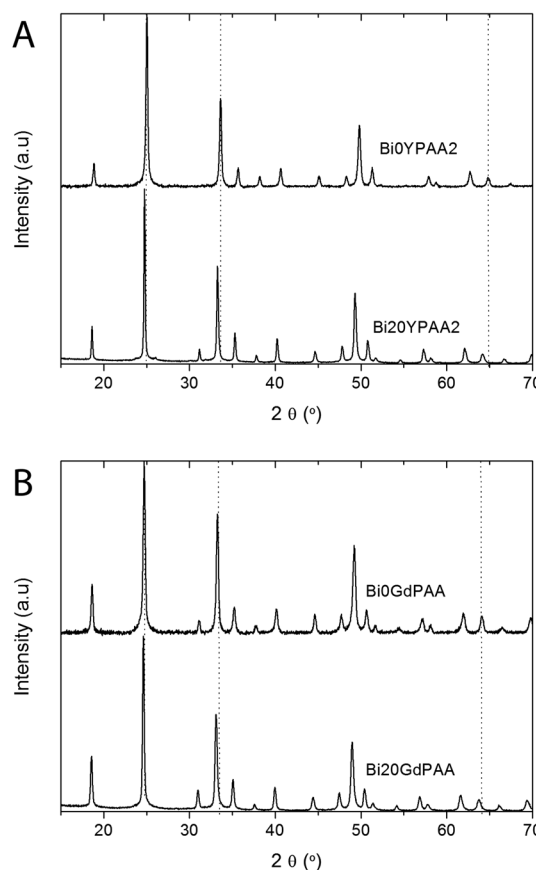 A
Intensity (a.u)
Bi0YPAA2
Bi20YPAA2
20 30 40 50 60 70
2 θ (º)
B
Intensity (a.u)
Bi0GdPAA
Bi20GdPAA
20 30 40 50 60 70
2 θ (º)